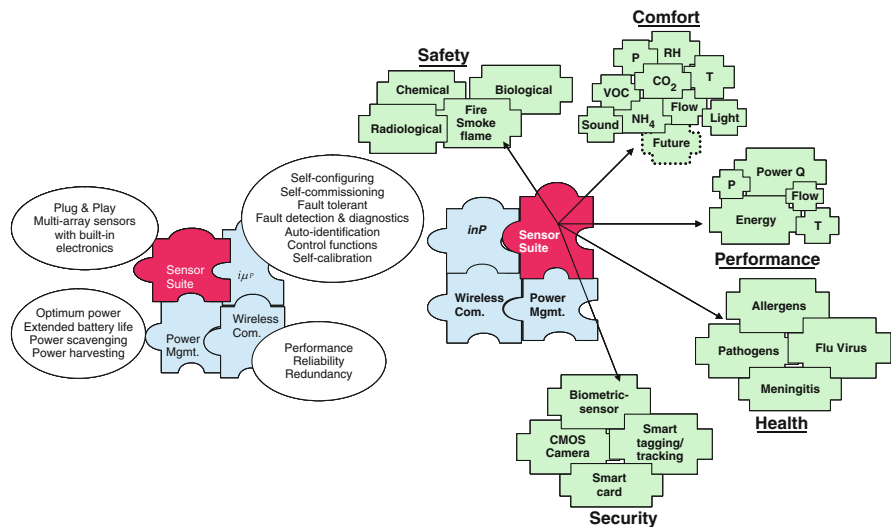 Comfort
Safety
P
RH
T
CO2
VOC
Flow
Sound
NH4
Light
Future
Chemical
Biological
Radiological
Fire
Smoke
flame
Plug & Play
Multi-array sensors
with built-in
electronics
Self-configuring
Self-commissioning
Fault tolerant
Fault detection & diagnostics
Auto-identification
Control functions
Self-calibration
Sensor
Suite
iμP
Optimum power
Extended battery life
Power scavenging
Power harvesting
Power
Mgmt.
Wireless
Com.
Performance
Reliability
Redundancy
inP
Sensor
Suite
Wireless
Com.
Power
Mgmt.
Power Q
P
Flow
Energy
T
Performance
Allergens
Pathogens
Flu Virus
Meningitis
Health
Biometric-
sensor
CMOS
Camera
Smart
tagging/
tracking
Smart
card
Security